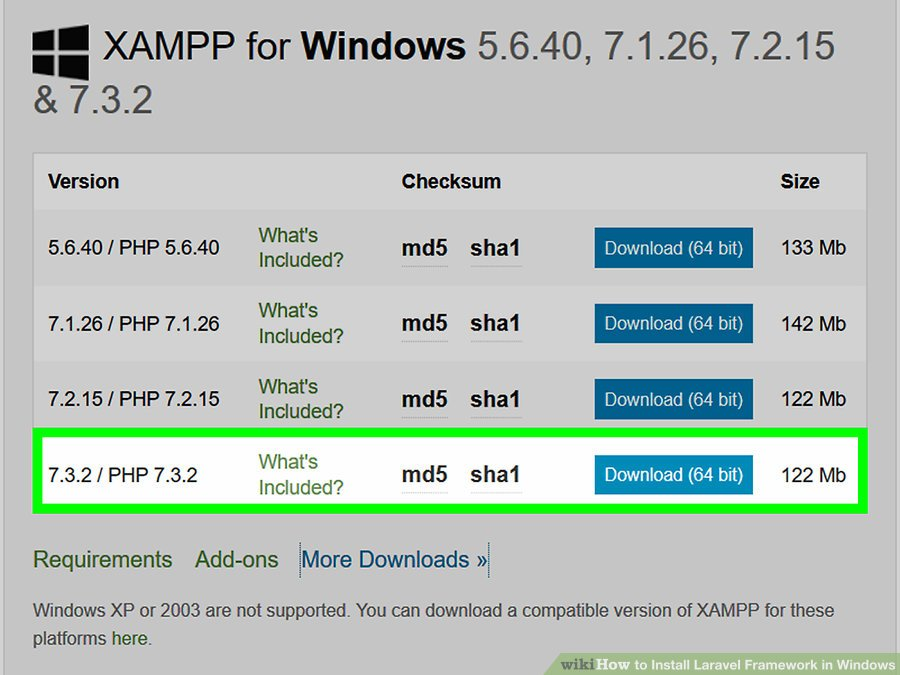 XAMPP for Windows 5.6.40, 7.1.26, 7.2.15
& 7.3.2
Version Checksum Size
5.6.40 / PHP 5.6.40 What's Included? md5 sha1 Download (64 bit) 133 Mb
7.1.26 / PHP 7.1.26 What's Included? md5 sha1 Download (64 bit) 142 Mb
7.2.15 / PHP 7.2.15 What's Included? md5 sha1 Download (64 bit) 122 Mb
7.3.2 / PHP 7.3.2 What's Included? md5 sha1 Download (64 bit) 122 Mb
Requirements Add-ons More Downloads »
Windows XP or 2003 are not supported. You can download a compatible version of XAMPP for these
platforms here.
wikiHow to Install Laravel Framework in Windows